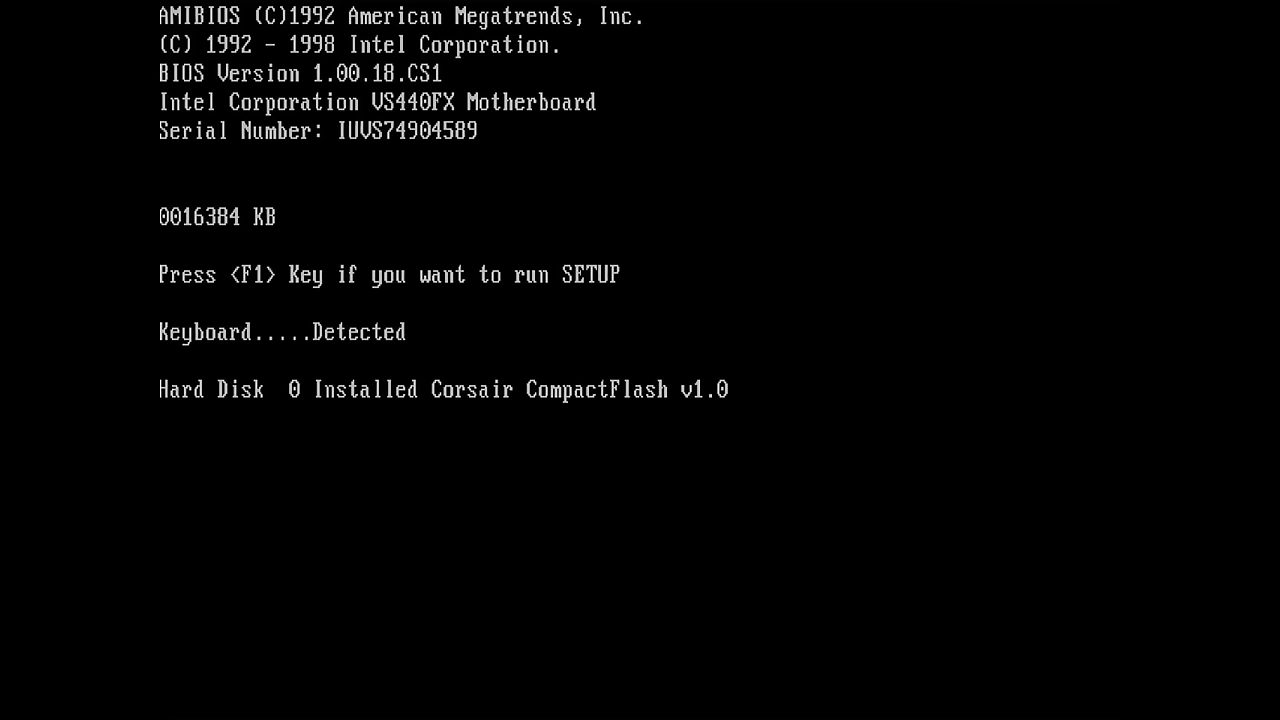 AMIBIOS (C)1992 American Megatrends, Inc.
(C) 1992 - 1998 Intel Corporation.
BIOS Version 1.00.18.CS1
Intel Corporation VS440FX Motherboard
Serial Number: IUVS74904589
0016384 KB
Press <F1> Key if you want to run SETUP
Keyboard.....Detected
Hard Disk  0 Installed Corsair CompactFlash v1.0